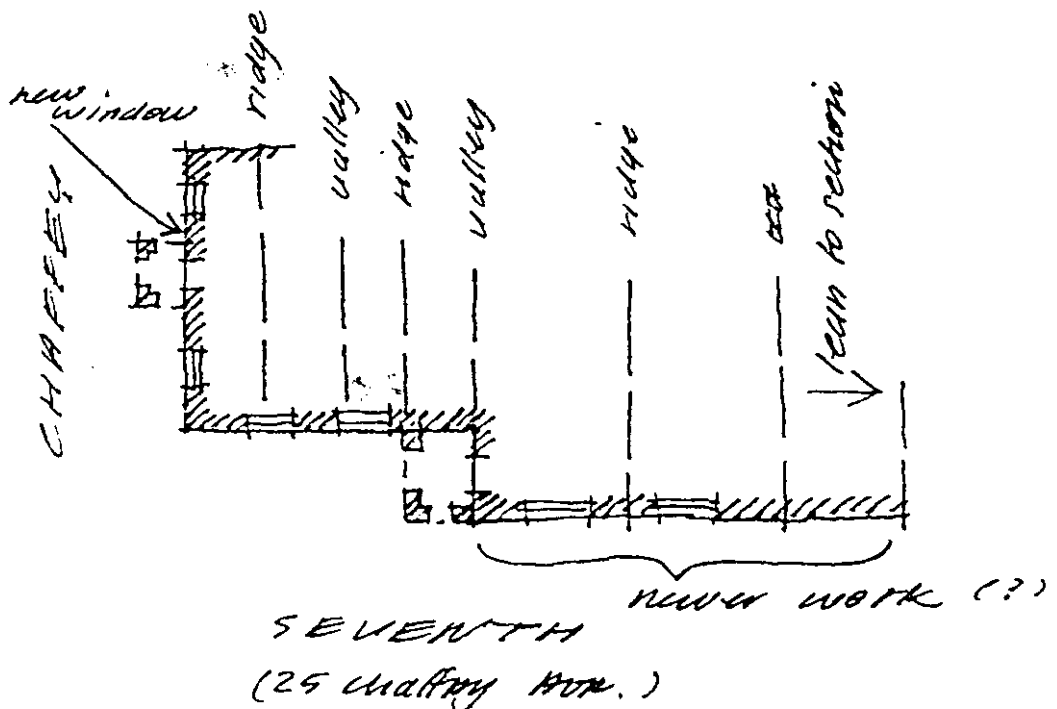 new
window
ridge
valley
ridge
valley
ridge
lean to section
CHAFFEY
newer work (?)
SEVENTH
(25 Chaffey Ave.)